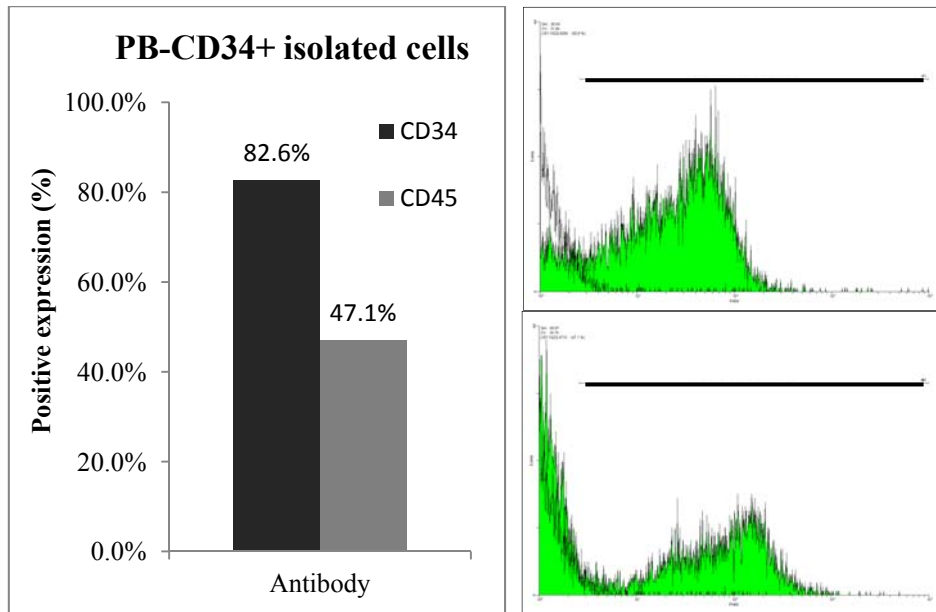 PB-CD34+ isolated cells
Positive expression (%)
100.0%
80.0%
60.0%
40.0%
20.0%
0.0%
82.6%
47.1%
CD34
CD45
Antibody